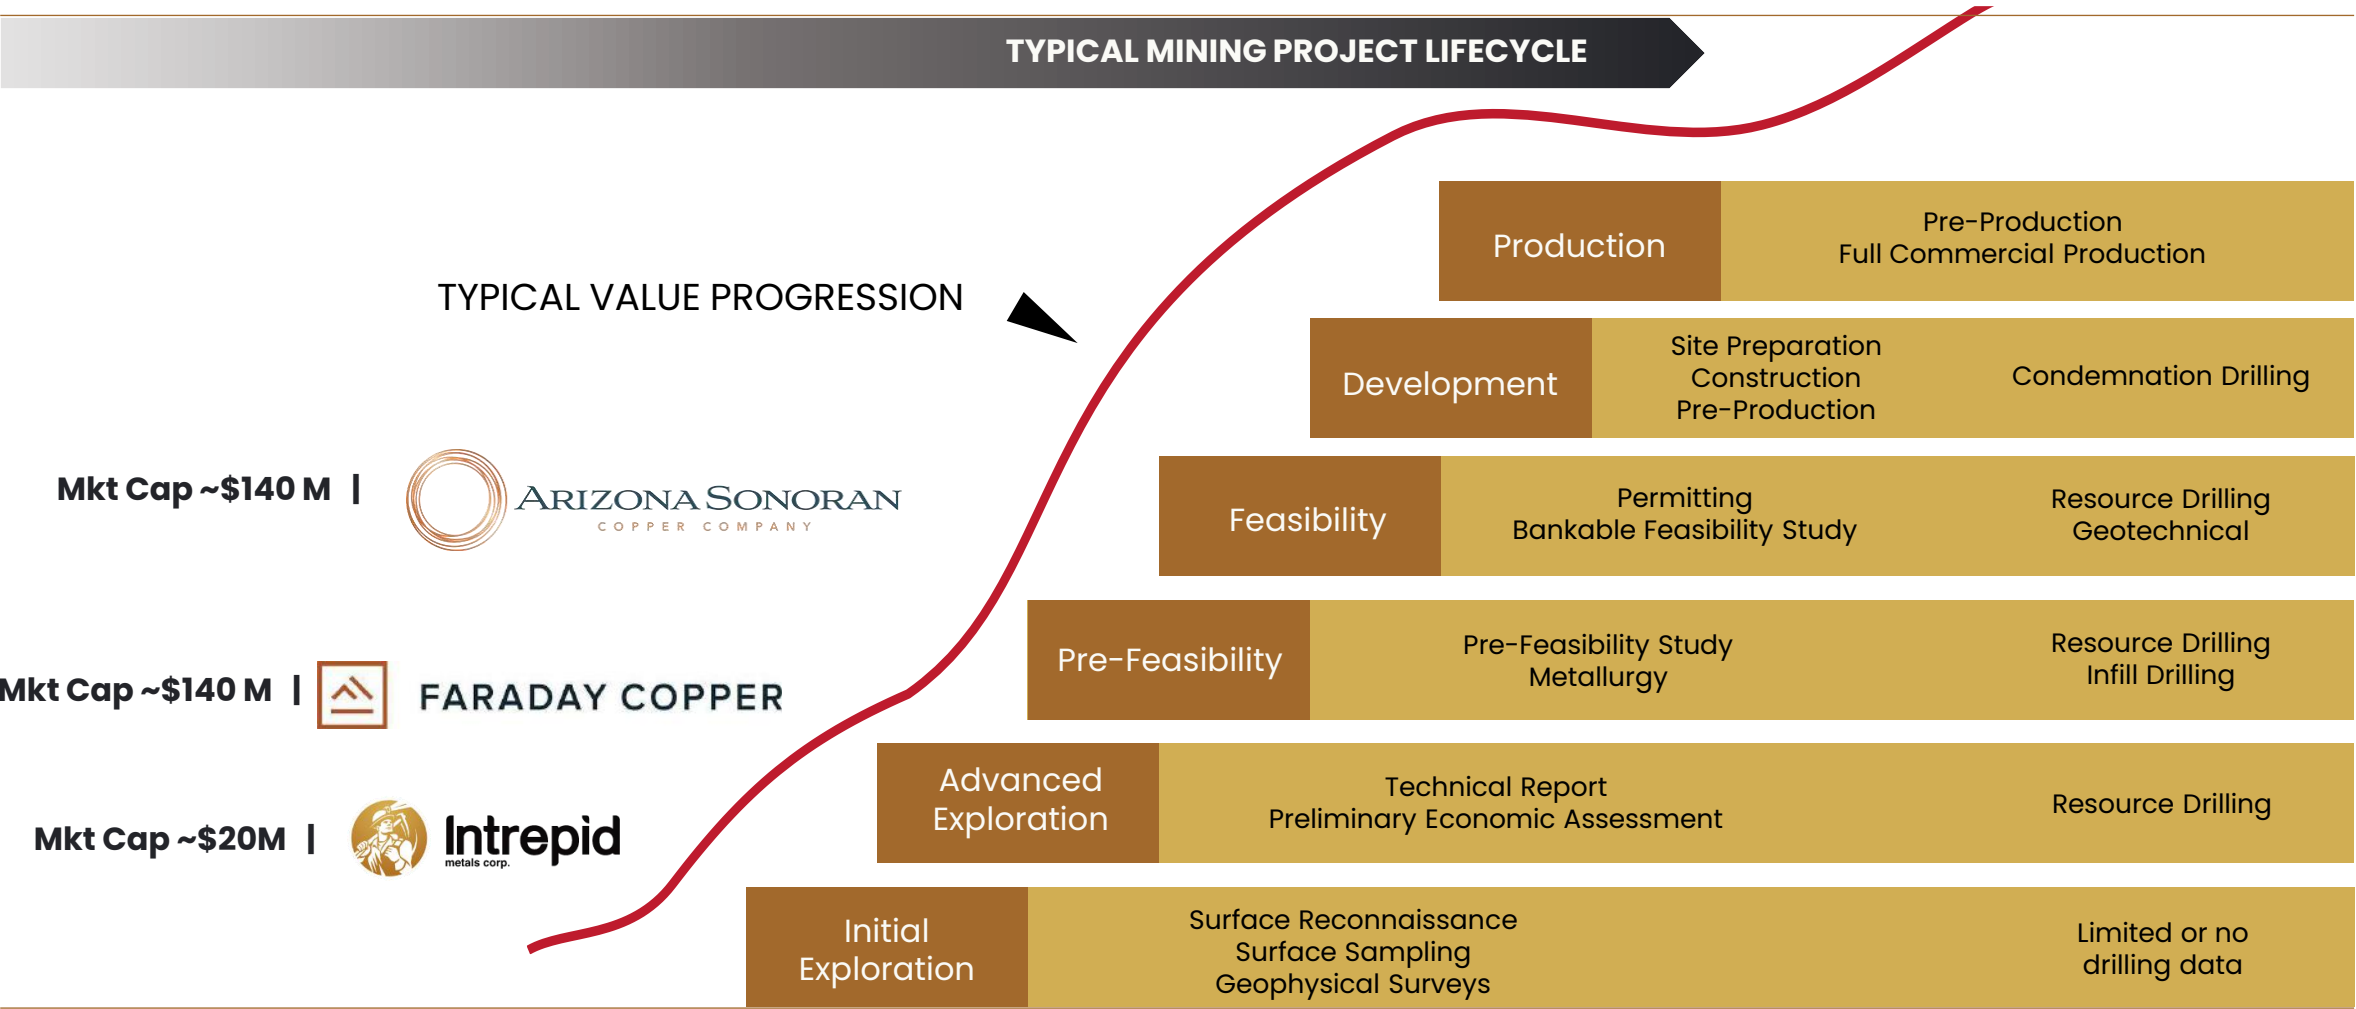 TYPICAL MINING PROJECT LIFECYCLE
Production
Pre-Production
Full Commercial Production
TYPICAL VALUE PROGRESSION
Development
Site Preparation
Construction
Pre-Production
Condemnation Drilling
Mkt Cap ~$140 M |
ARIZONA SONORAN
COPPER COMPANY
Feasibility
Permitting
Bankable Feasibility Study
Resource Drilling
Geotechnical
Mkt Cap ~$140 M |
FARADAY COPPER
Pre-Feasibility
Pre-Feasibility Study
Metallurgy
Resource Drilling
Infill Drilling
Mkt Cap ~$20M |
Intrepid
metals corp.
Advanced
Exploration
Technical Report
Preliminary Economic Assessment
Resource Drilling
Initial
Exploration
Surface Reconnaissance
Surface Sampling
Geophysical Surveys
Limited or no
drilling data